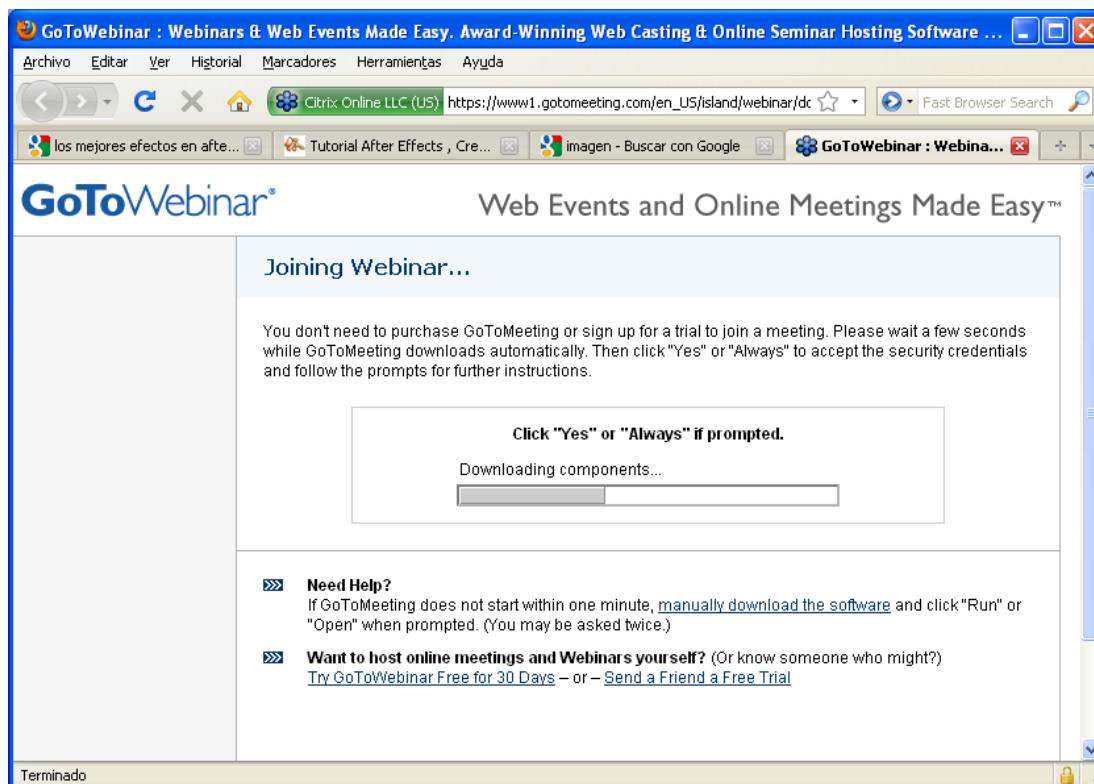 GoToWebinar : Webinars & Web Events Made Easy. Award-Winning Web Casting & Online Seminar Hosting Software ...
Archivo Editar Ver Historial Marcadores Herramientas Ayuda
Citrix Online LLC (US) https://www1.gotomeeting.com/en_US/island/webinar/dc Fast Browser Search
los mejores efectos en afte... Tutorial After Effects , Cre... imagen - Buscar con Google GoToWebinar : Webina...
GoToWebinar® Web Events and Online Meetings Made Easy™
Joining Webinar...
You don't need to purchase GoToMeeting or sign up for a trial to join a meeting. Please wait a few seconds
while GoToMeeting downloads automatically. Then click "Yes" or "Always" to accept the security credentials
and follow the prompts for further instructions.
Click "Yes" or "Always" if prompted.
Downloading components...
Need Help?
If GoToMeeting does not start within one minute, manually download the software and click "Run" or
"Open" when prompted. (You may be asked twice.)
Want to host online meetings and Webinars yourself? (Or know someone who might?)
Try GoToWebinar Free for 30 Days – or – Send a Friend a Free Trial
Terminado